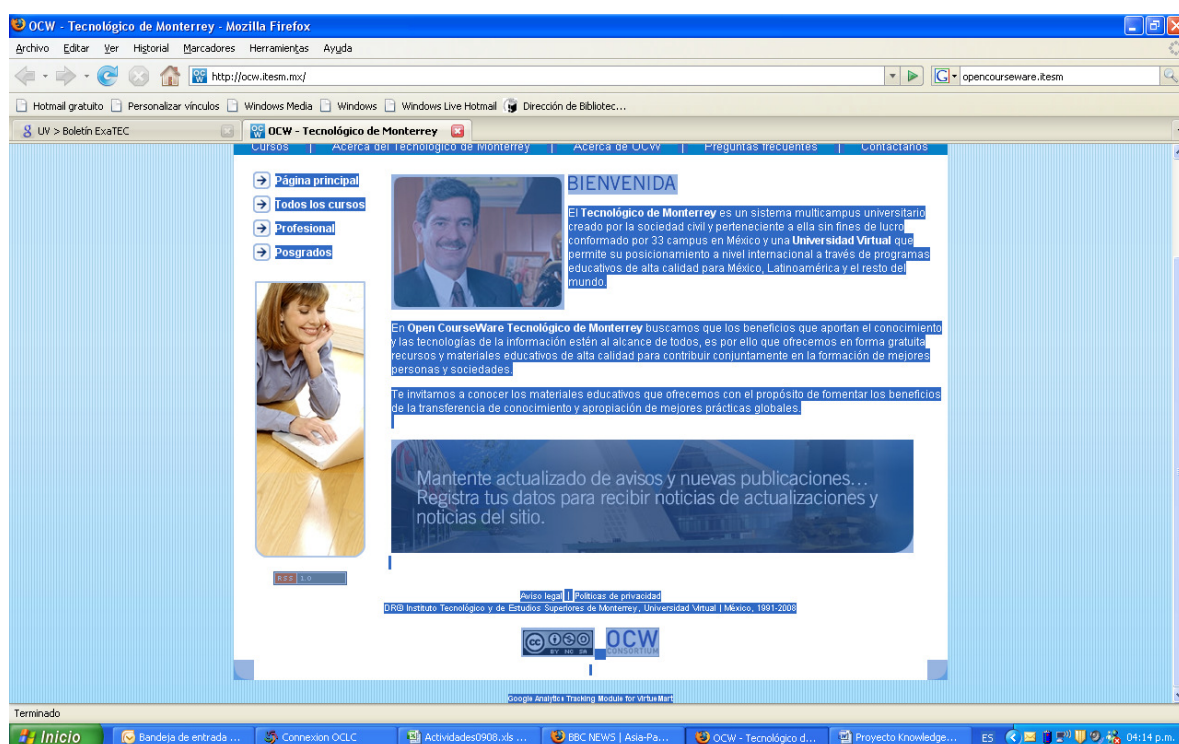 OCW - Tecnológico de Monterrey - Mozilla Firefox
Archivo Editar Ver Historial Marcadores Herramientas Ayuda
http://ocw.itesm.mx/
opencourseware.itesm
Hotmail gratuito Personalizar vínculos Windows Media Windows Windows Live Hotmail Dirección de Bibliotec...
UV > Boletín ExaTEC
OCW - Tecnológico de Monterrey
Cursos | Acerca del Tecnológico de Monterrey | Acerca de OCW | Preguntas frecuentes | Contáctanos
Página principal
Todos los cursos
Profesional
Posgrados
BIENVENIDA
El Tecnológico de Monterrey es un sistema multicampus universitario
creado por la sociedad civil y perteneciente a ella sin fines de lucro
conformado por 33 campus en México y una Universidad Virtual que
permite su posicionamiento a nivel internacional a través de programas
educativos de alta calidad para México, Latinoamérica y el resto del
mundo.
En Open CourseWare Tecnológico de Monterrey buscamos que los beneficios que aportan el conocimiento
y las tecnologías de la información estén al alcance de todos, es por ello que ofrecemos en forma gratuita
recursos y materiales educativos de alta calidad para contribuir conjuntamente en la formación de mejores
personas y sociedades.
Te invitamos a conocer los materiales educativos que ofrecemos con el propósito de fomentar los beneficios
de la transferencia de conocimiento y apropiación de mejores prácticas globales.
Mantente actualizado de avisos y nuevas publicaciones...
Registra tus datos para recibir noticias de actualizaciones y
noticias del sitio.
RSS 1.0
Aviso legal | Políticas de privacidad
DR© Instituto Tecnológico y de Estudios Superiores de Monterrey, Universidad Virtual | México, 1991-2008
cc BY NC SA
OCW
CONSORTIUM
Google Analytics Tracking Module for VirtueMart
Terminado
Inicio
Bandeja de entrada ...
Connexion OCLC
Actividades0908.xls ...
BBC NEWS | Asia-Pa...
OCW - Tecnológico d...
Proyecto Knowledge...
ES
04:14 p.m.